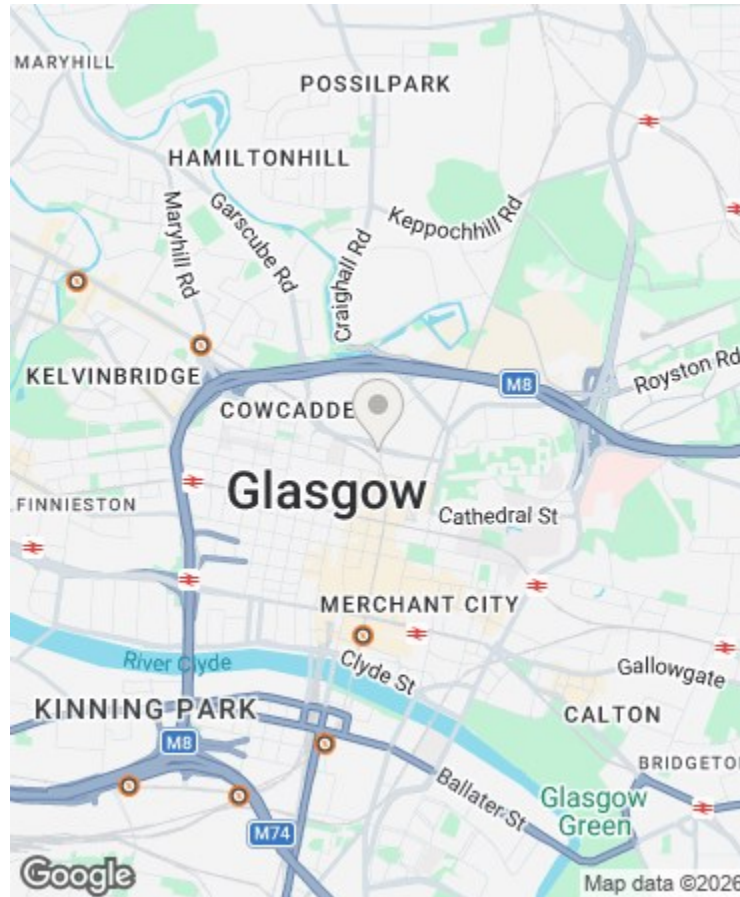 MARYHILL
POSSILPARK
HAMILTONHILL
Maryhill Rd
Garscube Rd
Keppochhill Rd
Craighall Rd
KELVINBRIDGE
M8
Royston Rd
COWCADDE
Glasgow
FINNIESTON
Cathedral St
MERCHANT CITY
River Clyde
Clyde St
Gallowgate
KINNING PARK
CALTON
M8
BRIDGETO
Ballater St
Glasgow
Green
M74
Google
Map data ©2026